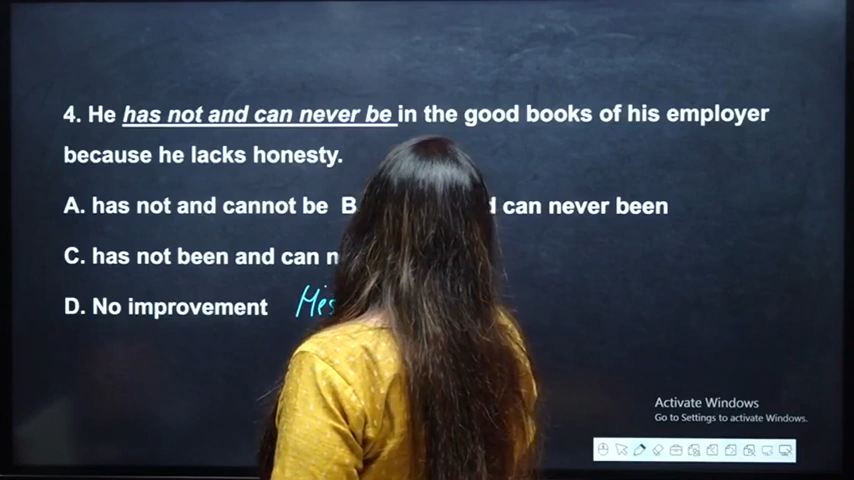 4. He has not and can never be in the good books of his employer
because he lacks honesty.
A. has not and cannot be B can never been
C. has not been and can
D. No improvement
Activate Windows
Go to Settings to activate Windows.